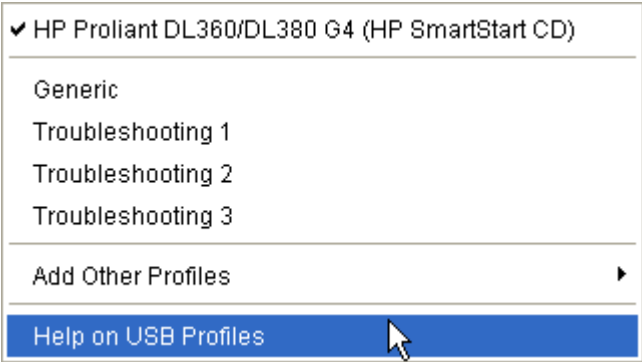 HP Proliant DL360/DL380 G4 (HP SmartStart CD)
Generic
Troubleshooting 1
Troubleshooting 2
Troubleshooting 3
Add Other Profiles
Help on USB Profiles